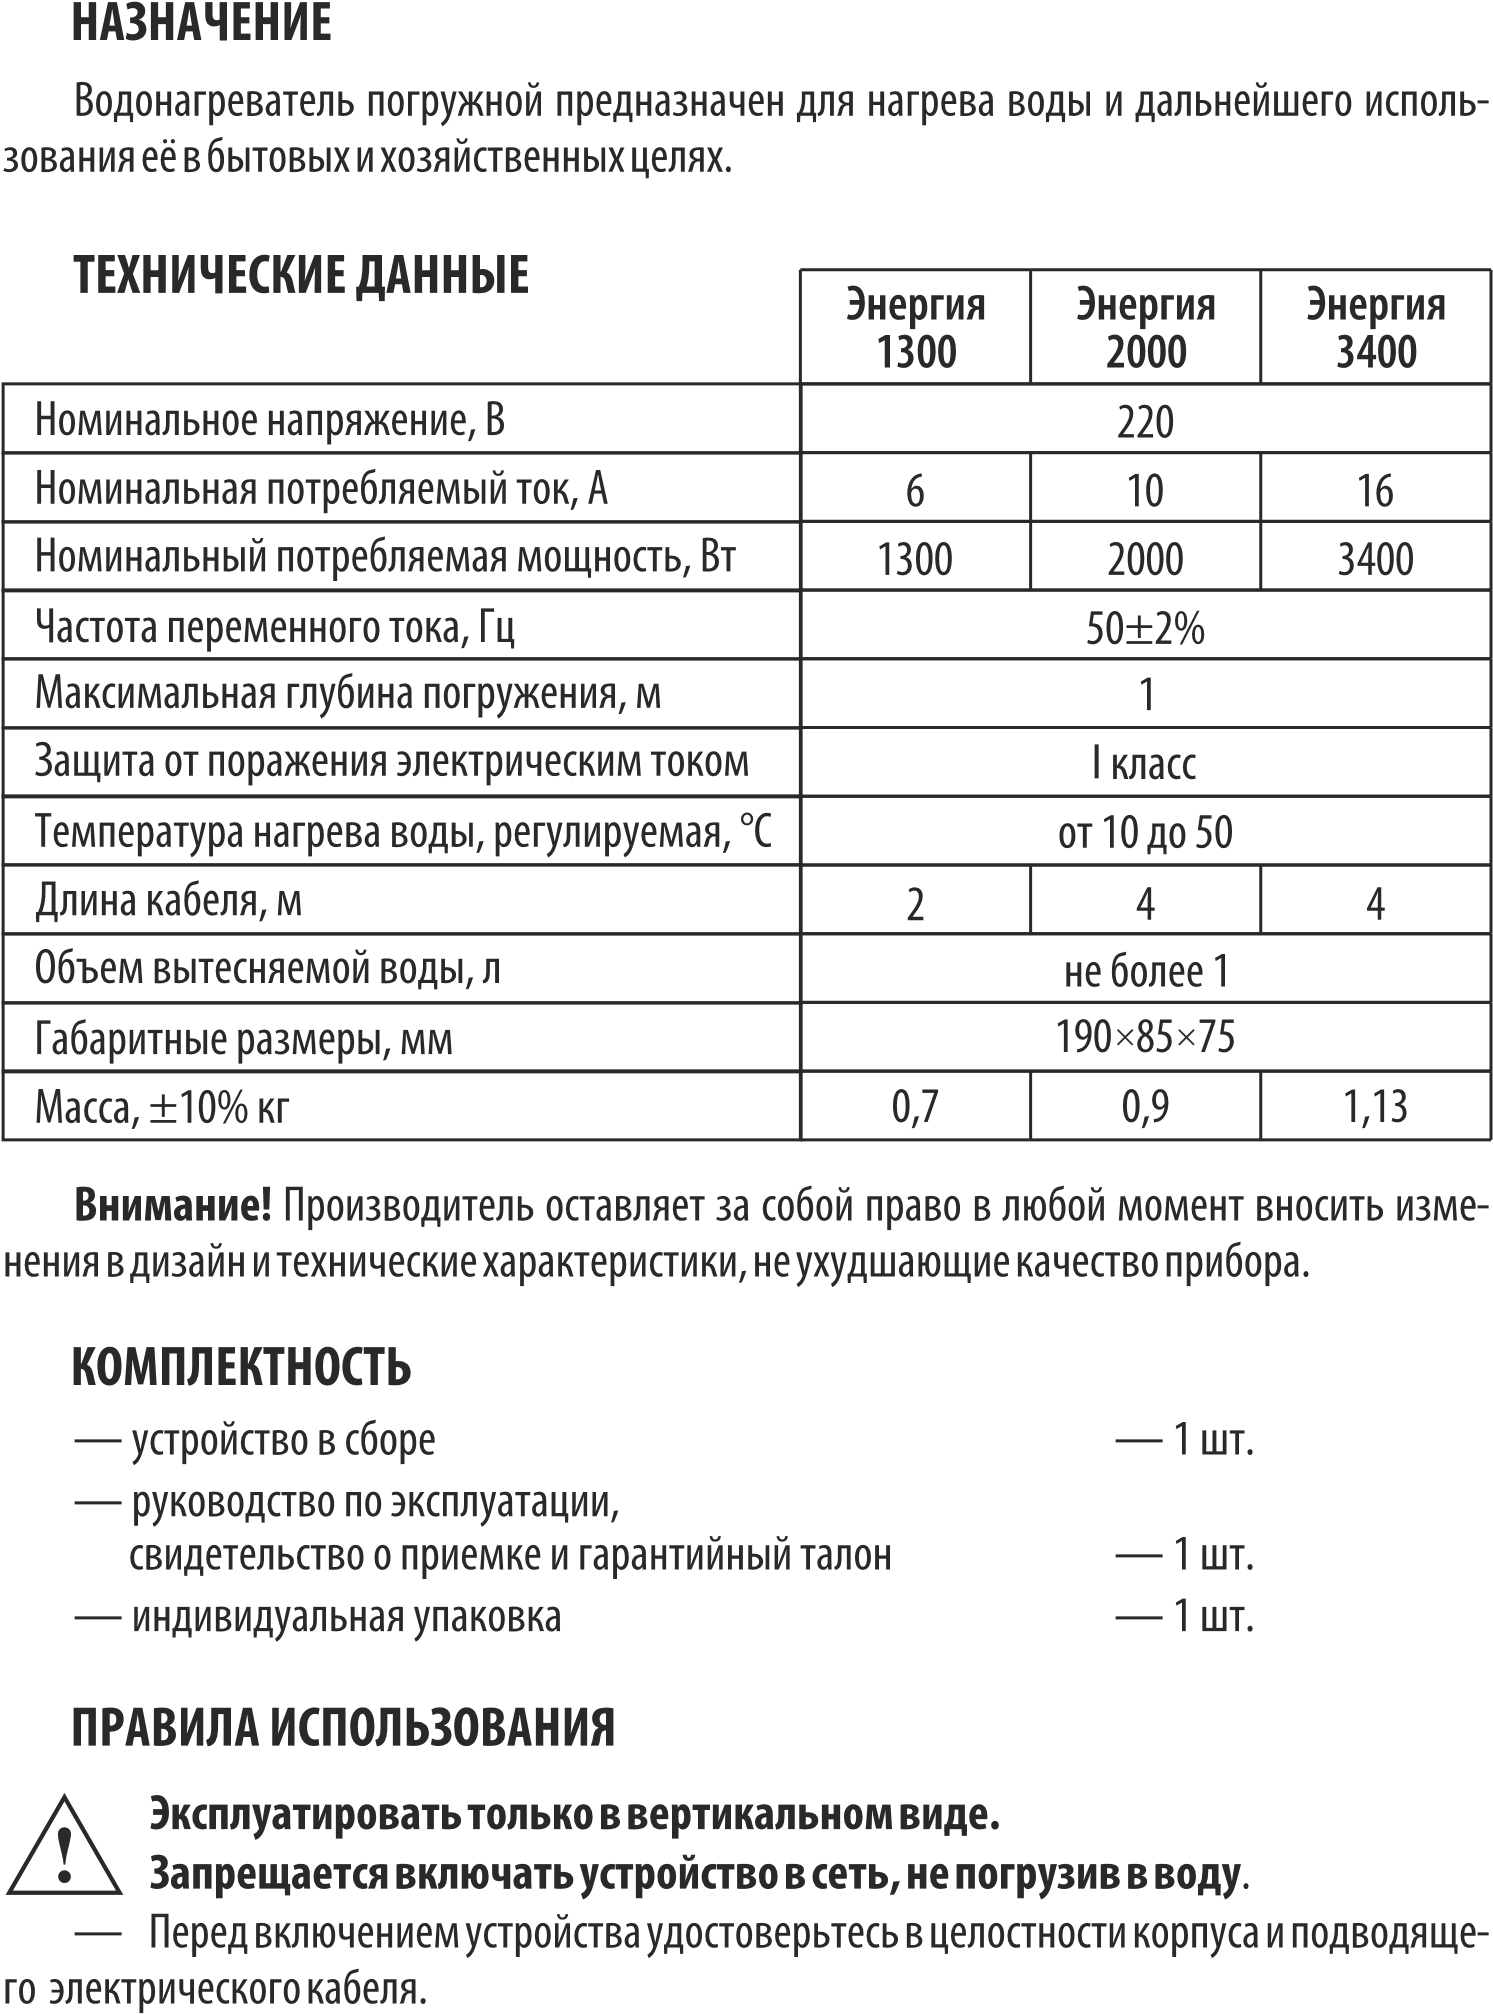 НАЗНАЧЕНИЕ
Водонагреватель погружной предназначен для нагрева воды и дальнейшего исполь-
зования её в бытовых и хозяйственных целях.
ТЕХНИЧЕСКИЕ ДАННЫЕ
Энергия 1300 Энергия 2000 Энергия 3400
Номинальное напряжение, В 220
Номинальная потребляемый ток, А 6 10 16
Номинальный потребляемая мощность, Вт 1300 2000 3400
Частота переменного тока, Гц 50±2%
Максимальная глубина погружения, м 1
Защита от поражения электрическим током I класс
Температура нагрева воды, регулируемая, °С от 10 до 50
Длина кабеля, м 2 4 4
Объем вытесняемой воды, л не более 1
Габаритные размеры, мм 190×85×75
Масса, ±10% кг 0,7 0,9 1,13
Внимание! Производитель оставляет за собой право в любой момент вносить изме-
нения в дизайн и технические характеристики, не ухудшающие качество прибора.
КОМПЛЕКТНОСТЬ
— устройство в сборе — 1 шт.
— руководство по эксплуатации,
свидетельство о приемке и гарантийный талон — 1 шт.
— индивидуальная упаковка — 1 шт.
ПРАВИЛА ИСПОЛЬЗОВАНИЯ
! Эксплуатировать только в вертикальном виде.
Запрещается включать устройство в сеть, не погрузив в воду.
— Перед включением устройства удостоверьтесь в целостности корпуса и подводяще-
го электрического кабеля.